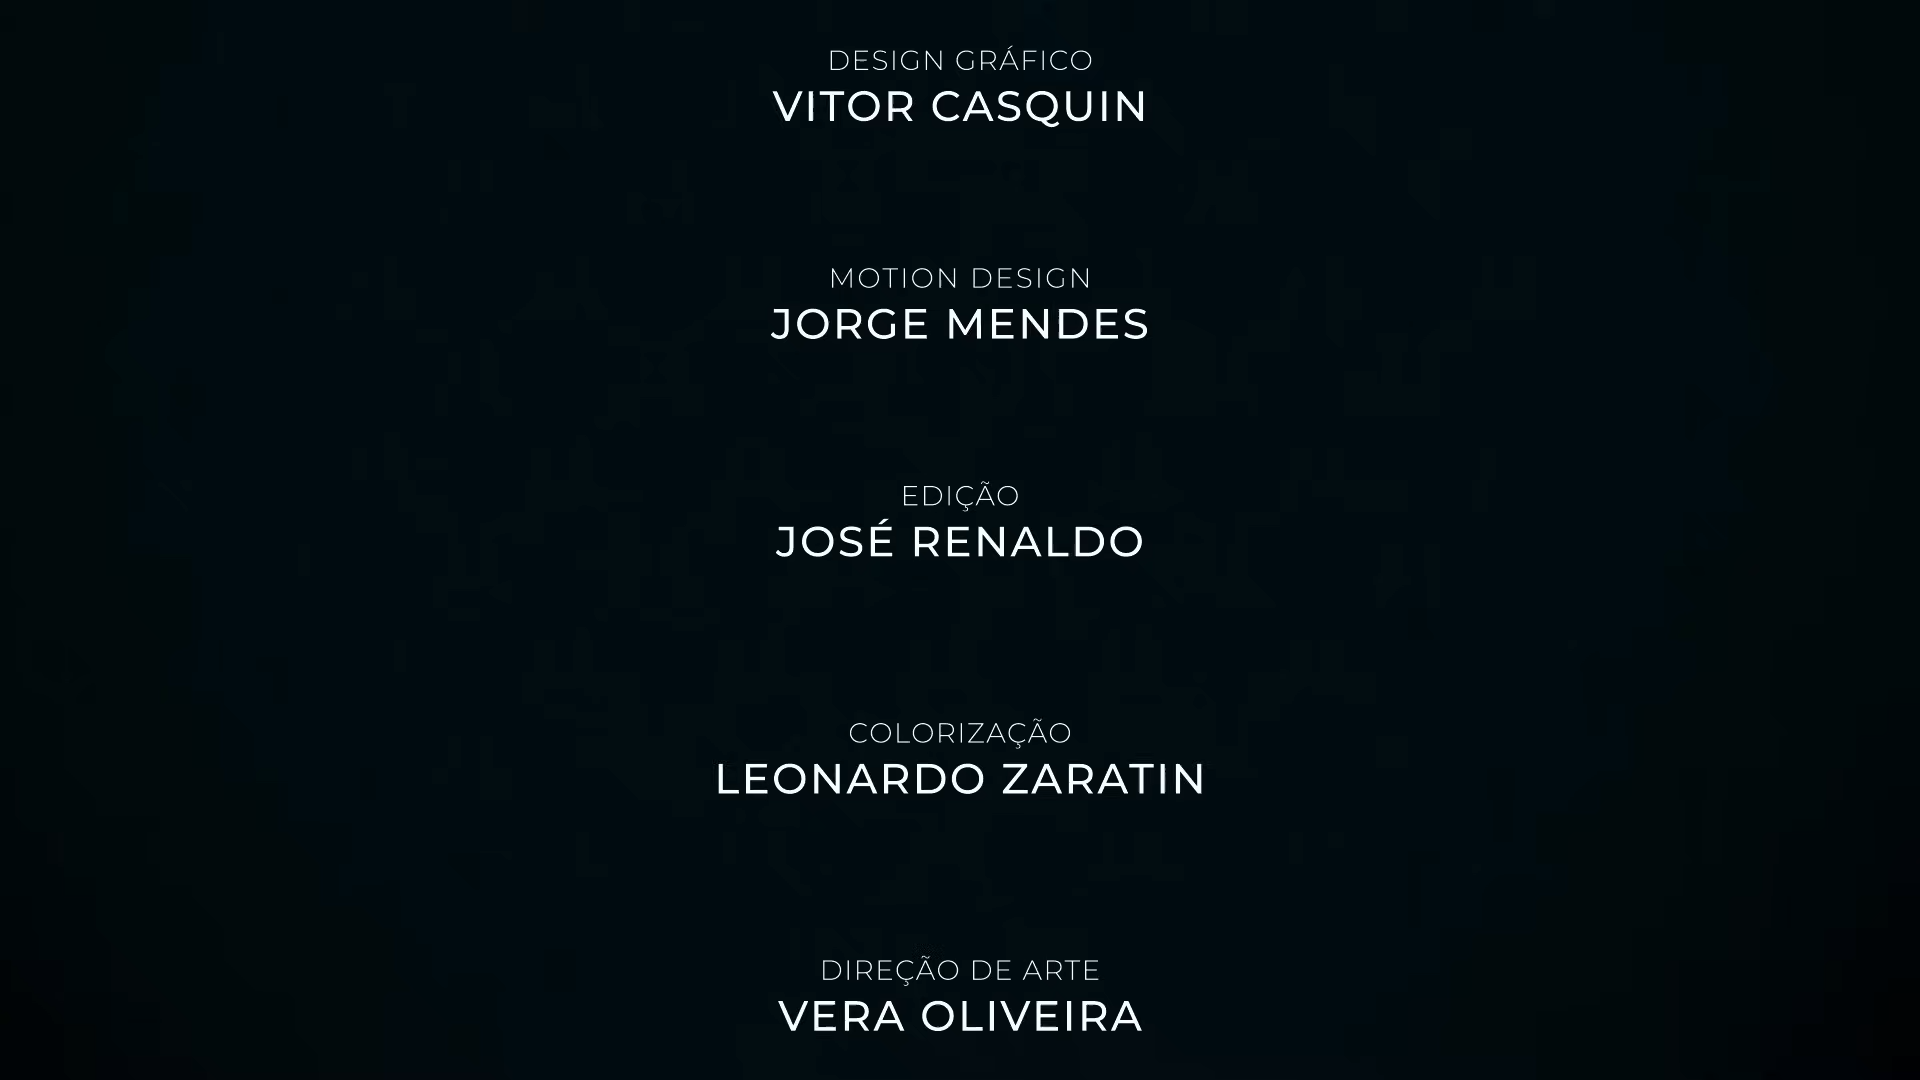 DESIGN GRÁFICO
VITOR CASQUIN
MOTION DESIGN
JORGE MENDES
EDIÇÃO
JOSÉ RENALDO
COLORIZAÇÃO
LEONARDO ZARATIN
DIREÇÃO DE ARTE
VERA OLIVEIRA